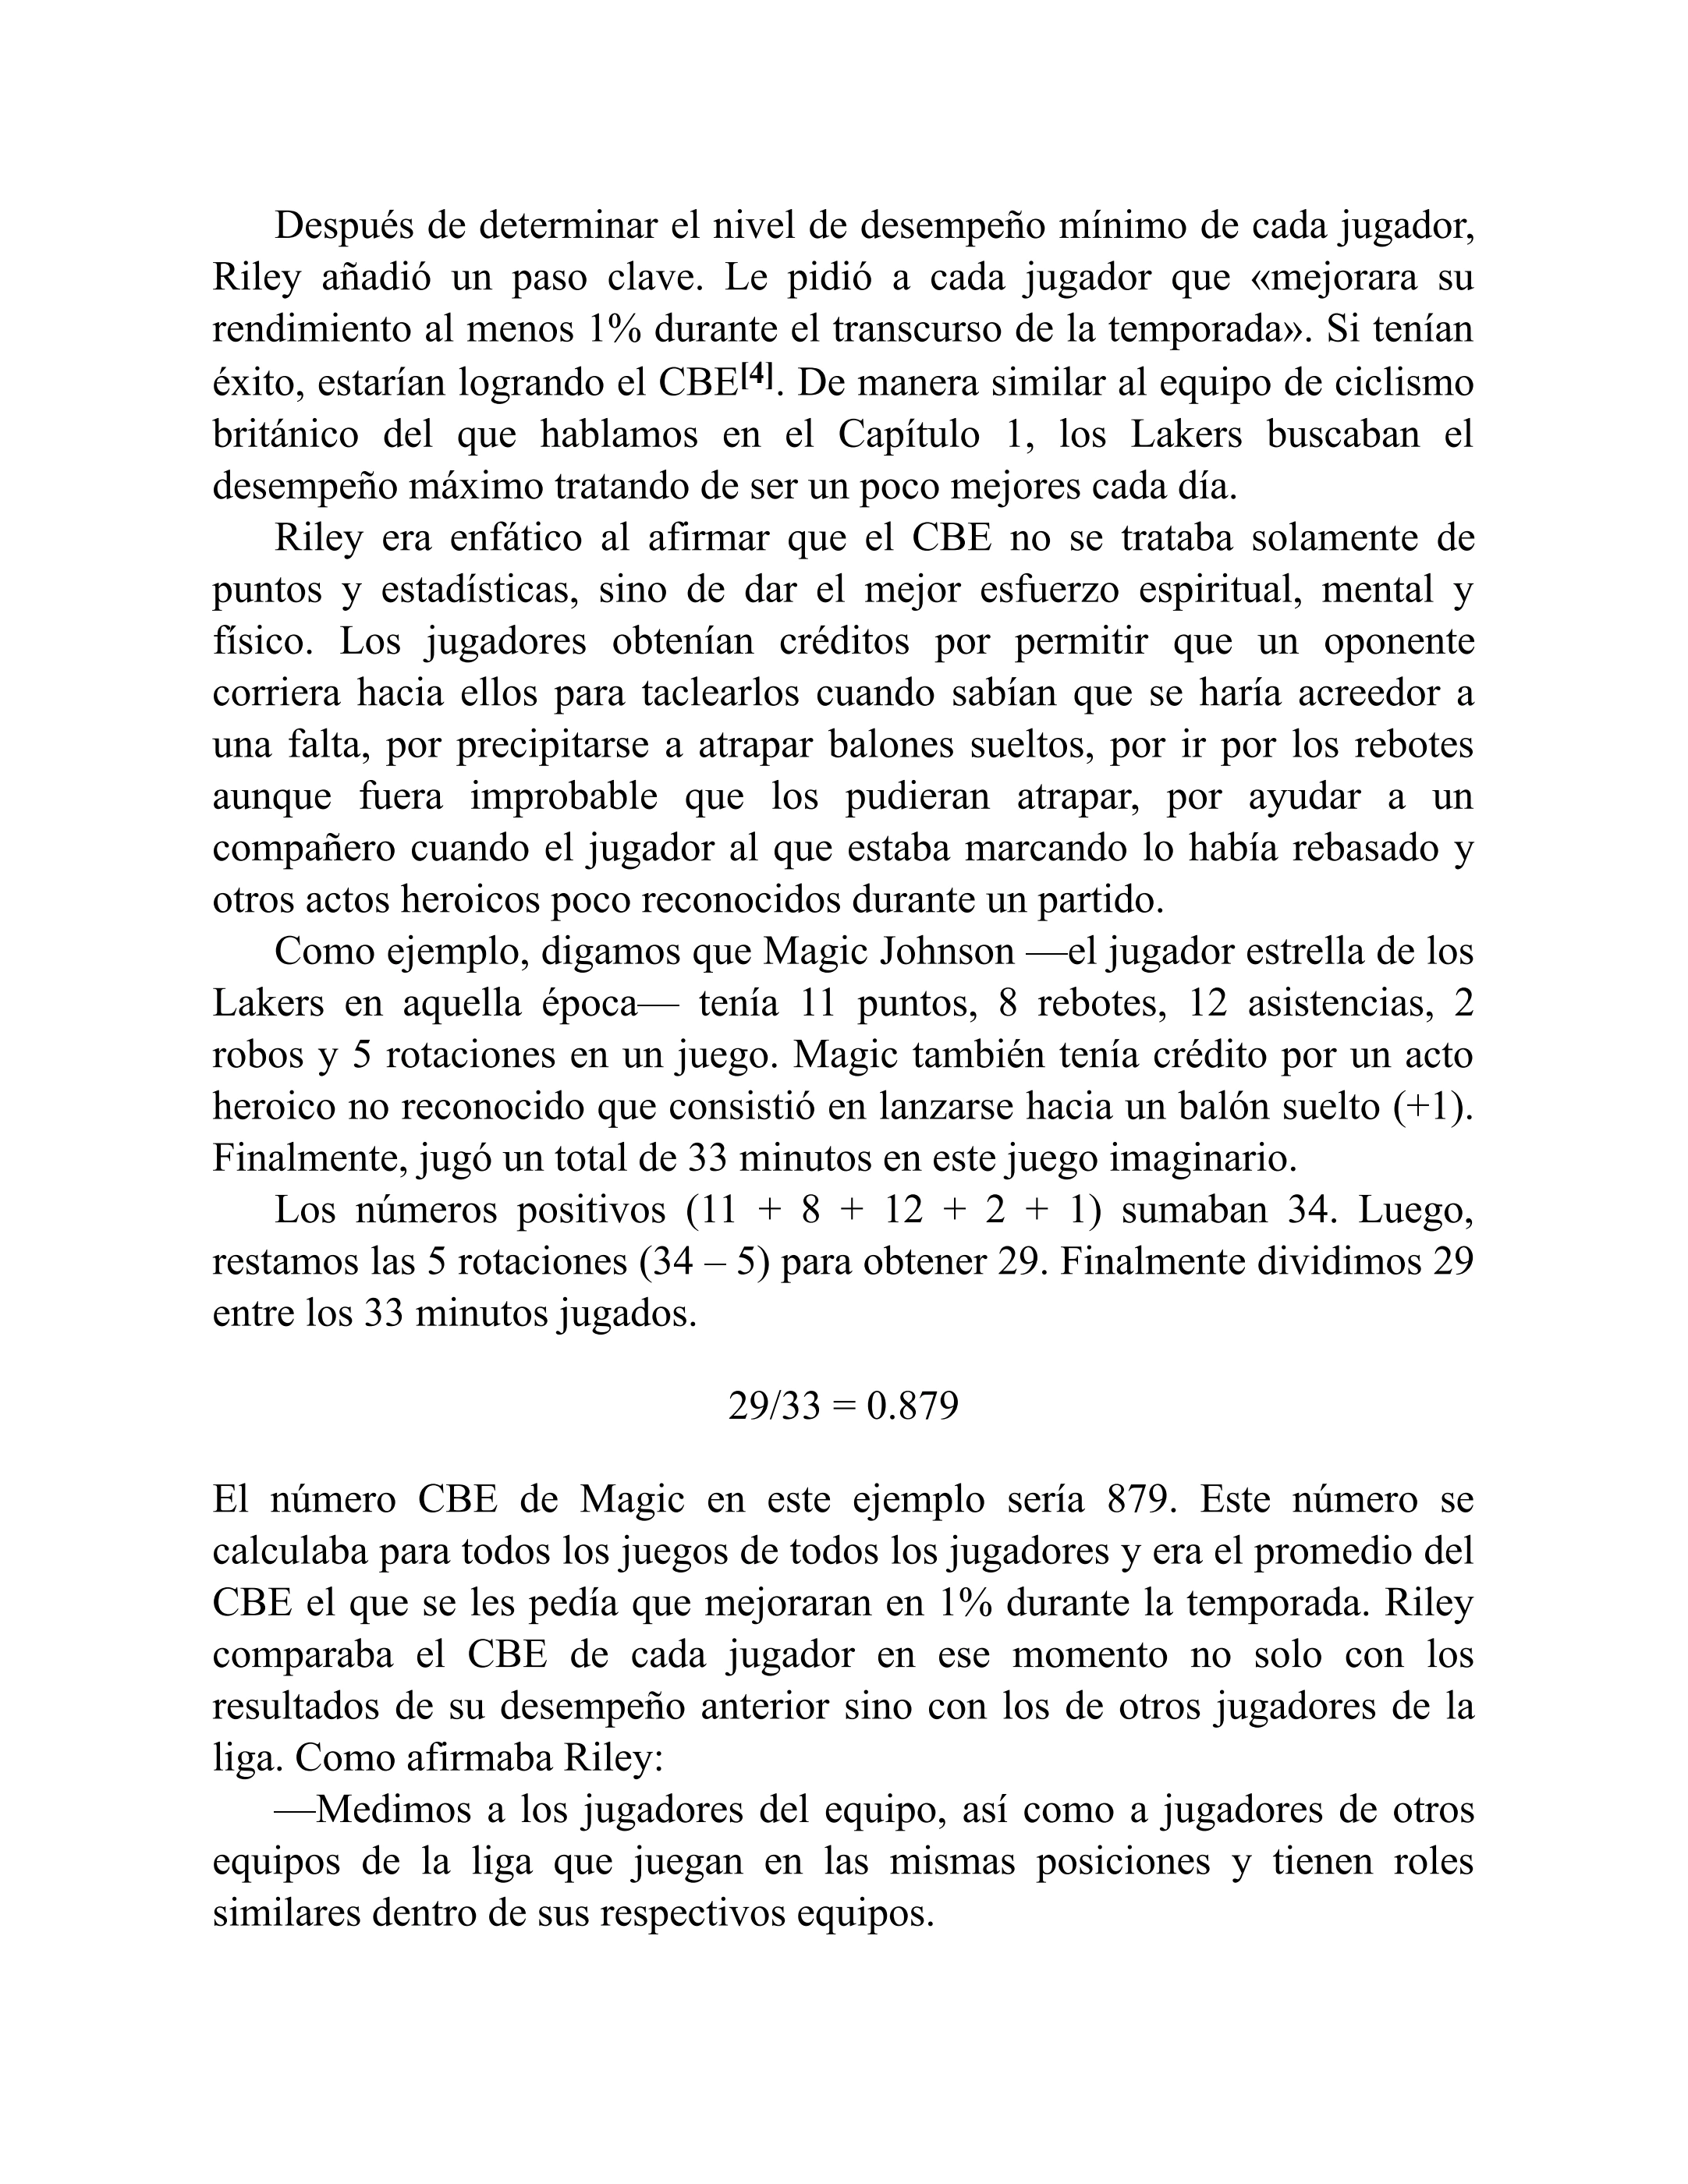 Después de determinar el nivel de desempeño mínimo de cada jugador,
Riley añadió un paso clave. Le pidió a cada jugador que «mejorara su
rendimiento al menos 1% durante el transcurso de la temporada». Si tenían
éxito, estarían logrando el CBE[4]. De manera similar al equipo de ciclismo
británico del que hablamos en el Capítulo 1, los Lakers buscaban el
desempeño máximo tratando de ser un poco mejores cada día.
Riley era enfático al afirmar que el CBE no se trataba solamente de
puntos y estadísticas, sino de dar el mejor esfuerzo espiritual, mental y
físico. Los jugadores obtenían créditos por permitir que un oponente
corriera hacia ellos para taclearlos cuando sabían que se haría acreedor a
una falta, por precipitarse a atrapar balones sueltos, por ir por los rebotes
aunque fuera improbable que los pudieran atrapar, por ayudar a un
compañero cuando el jugador al que estaba marcando lo había rebasado y
otros actos heroicos poco reconocidos durante un partido.
Como ejemplo, digamos que Magic Johnson —el jugador estrella de los
Lakers en aquella época— tenía 11 puntos, 8 rebotes, 12 asistencias, 2
robos y 5 rotaciones en un juego. Magic también tenía crédito por un acto
heroico no reconocido que consistió en lanzarse hacia un balón suelto (+1).
Finalmente, jugó un total de 33 minutos en este juego imaginario.
Los números positivos (11 + 8 + 12 + 2 + 1) sumaban 34. Luego,
restamos las 5 rotaciones (34 – 5) para obtener 29. Finalmente dividimos 29
entre los 33 minutos jugados.
29/33 = 0.879
El número CBE de Magic en este ejemplo sería 879. Este número se
calculaba para todos los juegos de todos los jugadores y era el promedio del
CBE el que se les pedía que mejoraran en 1% durante la temporada. Riley
comparaba el CBE de cada jugador en ese momento no solo con los
resultados de su desempeño anterior sino con los de otros jugadores de la
liga. Como afirmaba Riley:
—Medimos a los jugadores del equipo, así como a jugadores de otros
equipos de la liga que juegan en las mismas posiciones y tienen roles
similares dentro de sus respectivos equipos.